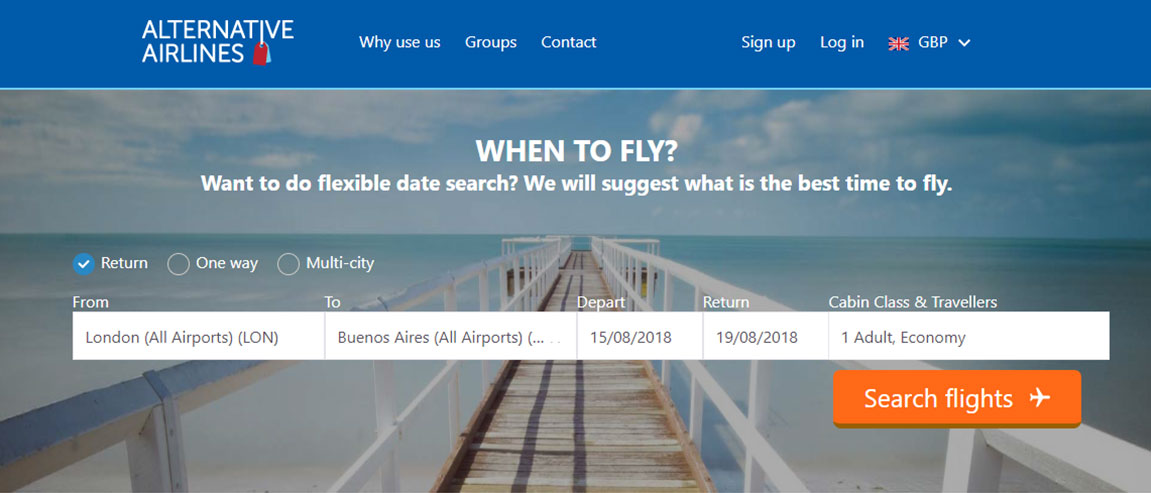 ALTERNATIVE
AIRLINES
Why use us Groups Contact
Sign up Log in GBP
WHEN TO FLY?
Want to do flexible date search? We will suggest what is the best time to fly.
Return One way Multi-city
From To Depart Return Cabin Class & Travellers
London (All Airports) (LON) Buenos Aires (All Airports) (... 15/08/2018 19/08/2018 1 Adult, Economy
Search flights